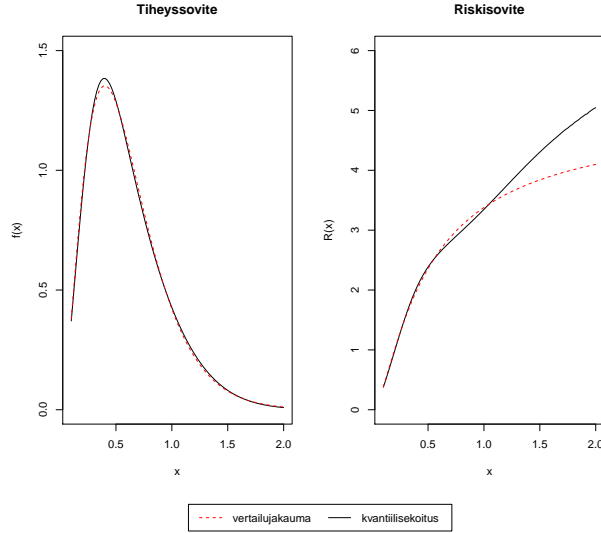 Tiheyssovite
f(x)
1.5
1.0
0.5
0.0
0.5 1.0 1.5 2.0
x
Riskisovite
R(x)
6
5
4
3
2
1
0
0.5 1.0 1.5 2.0
x
vertailujakauma kvantiilisekoitus